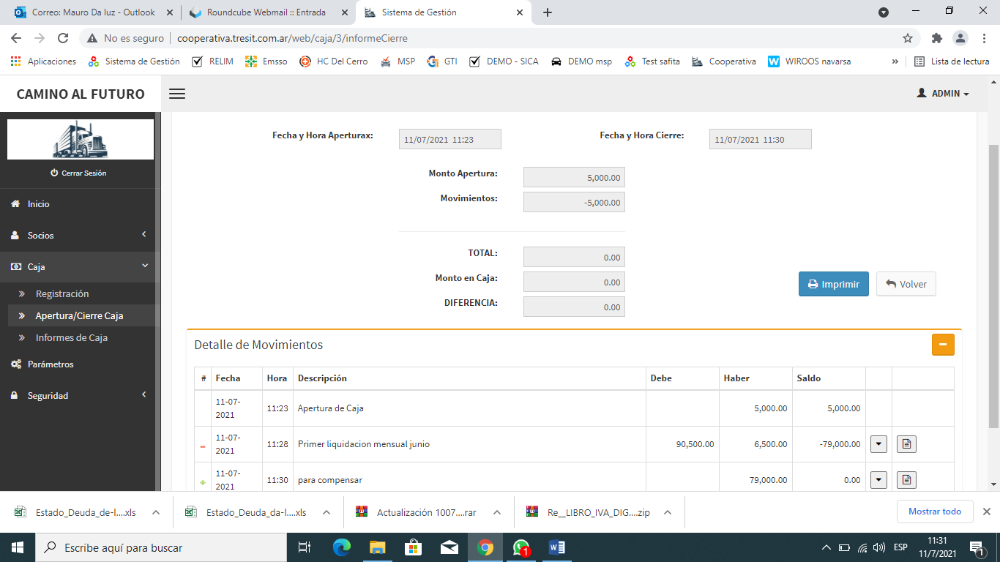 Correo: Mauro Da luz - Outlook
Roundcube Webmail :: Entrada
Sistema de Gestión
No es seguro | cooperativa.tresit.com.ar/web/caja/3/informeCierre
Aplicaciones Sistema de Gestión RELIM Emsso HC Del Cerro MSP GTI DEMO - SICA DEMO msp Test safita Cooperativa WIROOS navarsa » Lista de lectura
CAMINO AL FUTURO
ADMIN
Cerrar Sesión
Inicio
Socios
Caja
Registración
Apertura/Cierre Caja
Informes de Caja
Parámetros
Seguridad
Fecha y Hora Aperturax: 11/07/2021 11:23 Fecha y Hora Cierre: 11/07/2021 11:30
Monto Apertura: 5,000.00
Movimientos: -5,000.00
TOTAL: 0.00
Monto en Caja: 0.00
DIFERENCIA: 0.00
Imprimir Volver
Detalle de Movimientos
# Fecha Hora Descripción Debe Haber Saldo
11-07-
2021 11:23 Apertura de Caja 5,000.00 5,000.00
11-07-
2021 11:28 Primer liquidacion mensual junio 90,500.00 6,500.00 -79,000.00
11-07-
2021 11:30 para compensar 79,000.00 0.00
Estado_Deuda_de-l....xls Estado_Deuda_da-l....xls Actualización 1007....rar Re__LIBRO_IVA_DIG....zip Mostrar todo
Escribe aquí para buscar
1
ESP
11:31
11/7/2021
1